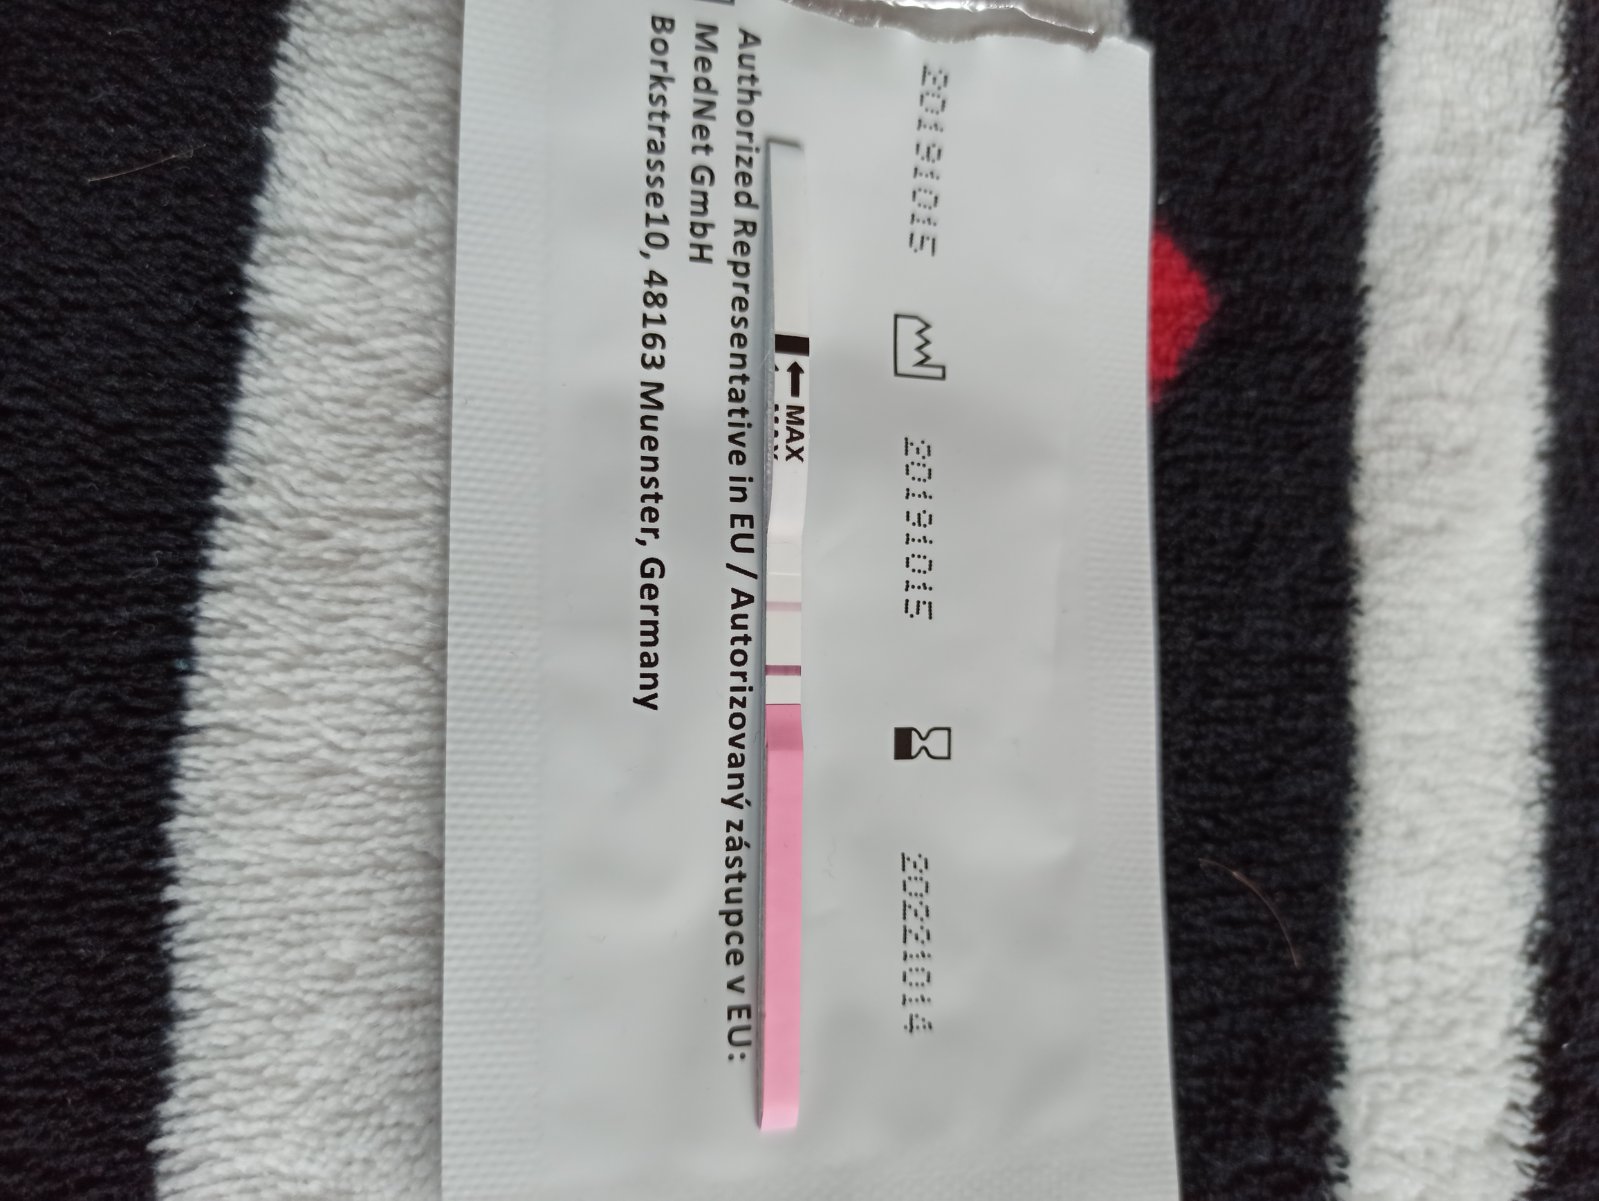 20191015
20191015
20221014
← MAX
Authorized Representative in EU / Autorizovaný zástupce v EU:
MedNet GmbH
Borkstrasse10, 48163 Muenster, Germany